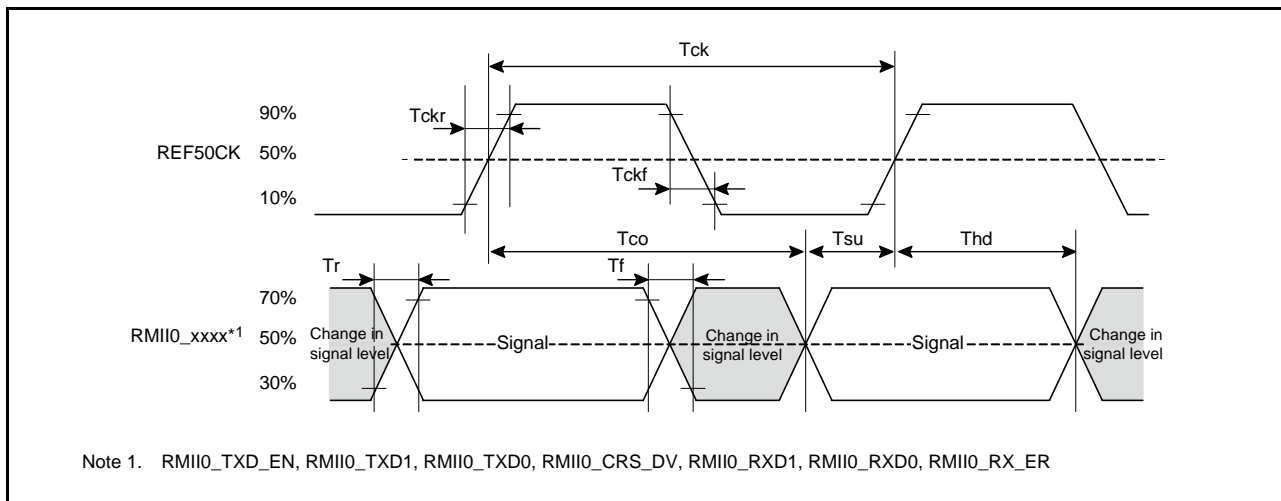 Tck
90%
Tckr
REF50CK
50%
Tckf
10%
Tco
Tsu
Thd
Tr
Tf
70%
RMII0_xxxx*1
50%
Change in
signal level
Signal
Change in
signal level
Signal
Change in
signal level
30%
Note 1. RMII0_TXD_EN, RMII0_TXD1, RMII0_TXD0, RMII0_CRS_DV, RMII0_RXD1, RMII0_RXD0, RMII0_RX_ER